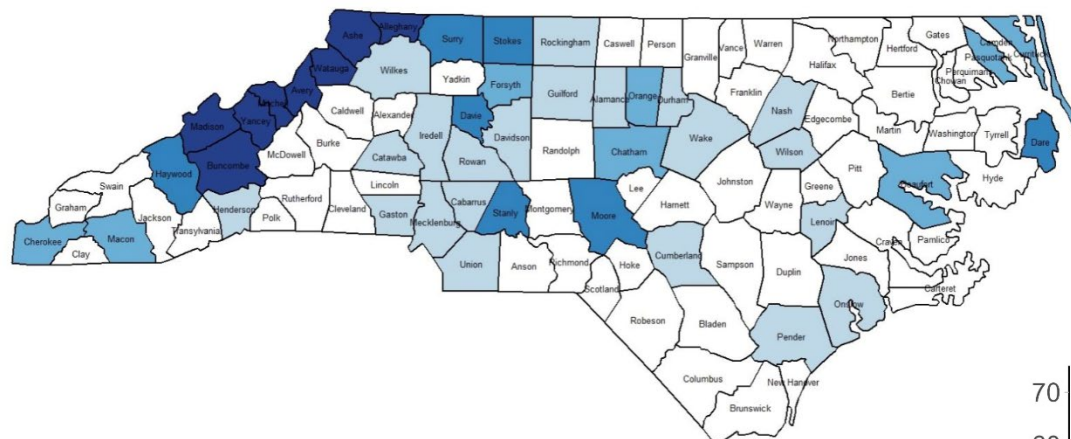 Ashe
Alleghany
Surry
Stokes
Rockingham
Caswell
Person
Granville
Vance
Warren
Northampton
Gates
Hertford
Camden
Currituck
Pasquotank
Perquimans
Chowan
Halifax
Bertie
Watauga
Wilkes
Yadkin
Forsyth
Guilford
Alamance
Orange
Durham
Franklin
Nash
Edgecombe
Martin
Washington
Tyrrell
Dare
Avery
Mitchell
Yancey
Madison
Caldwell
Alexander
Iredell
Davie
Davidson
Randolph
Chatham
Wake
Wilson
Pitt
Beaufort
Hyde
Buncombe
McDowell
Burke
Catawba
Rowan
Haywood
Swain
Graham
Jackson
Henderson
Transylvania
Polk
Rutherford
Cleveland
Lincoln
Gaston
Mecklenburg
Cabarrus
Stanly
Montgomery
Moore
Lee
Harnett
Johnston
Wayne
Greene
Lenoir
Craven
Pamlico
Cherokee
Macon
Clay
Union
Anson
Richmond
Scotland
Hoke
Cumberland
Sampson
Duplin
Jones
Carteret
Onslow
Robeson
Bladen
Pender
Columbus
New Hanover
Brunswick
70